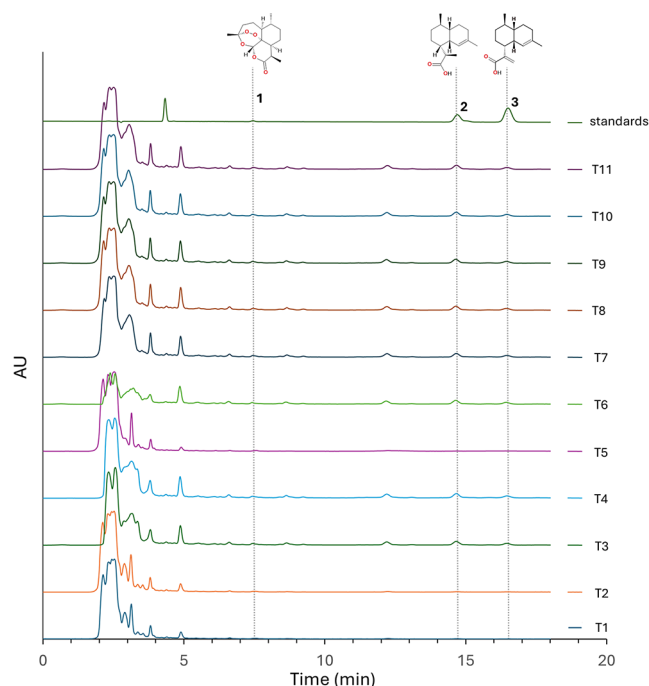 H
H
O
O
O
H
H
O
O
H
H
O
OH
H
H
O
OH
1
2
3
standards
T11
T10
T9
T8
T7
T6
T5
T4
T3
T2
T1
AU
0
5
10
15
20
Time (min)